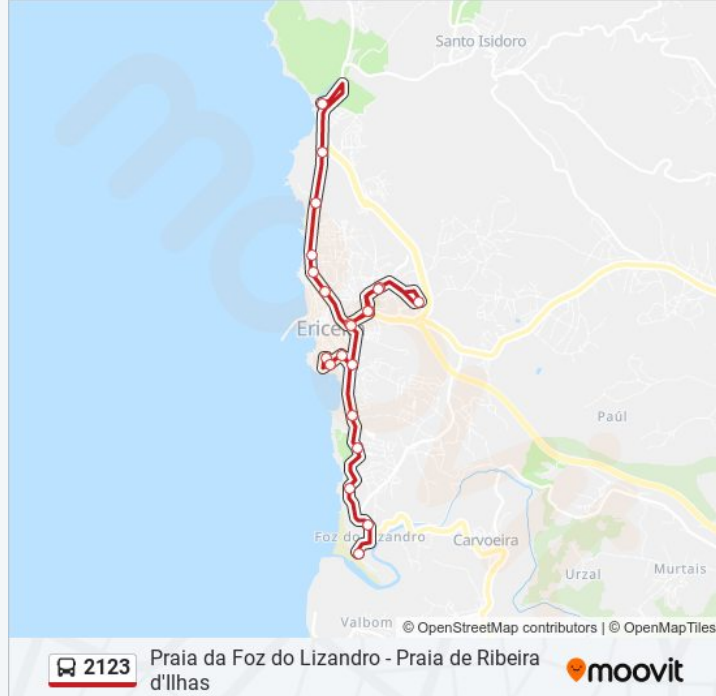 Santo Isidoro
Ericeira
Paúl
Foz do Lizandro
Carvoeira
Urzal
Murtais
Valbom
© OpenStreetMap contributors | © OpenMapTiles
2123
Praia da Foz do Lizandro - Praia de Ribeira
d'Ilhas
moovit